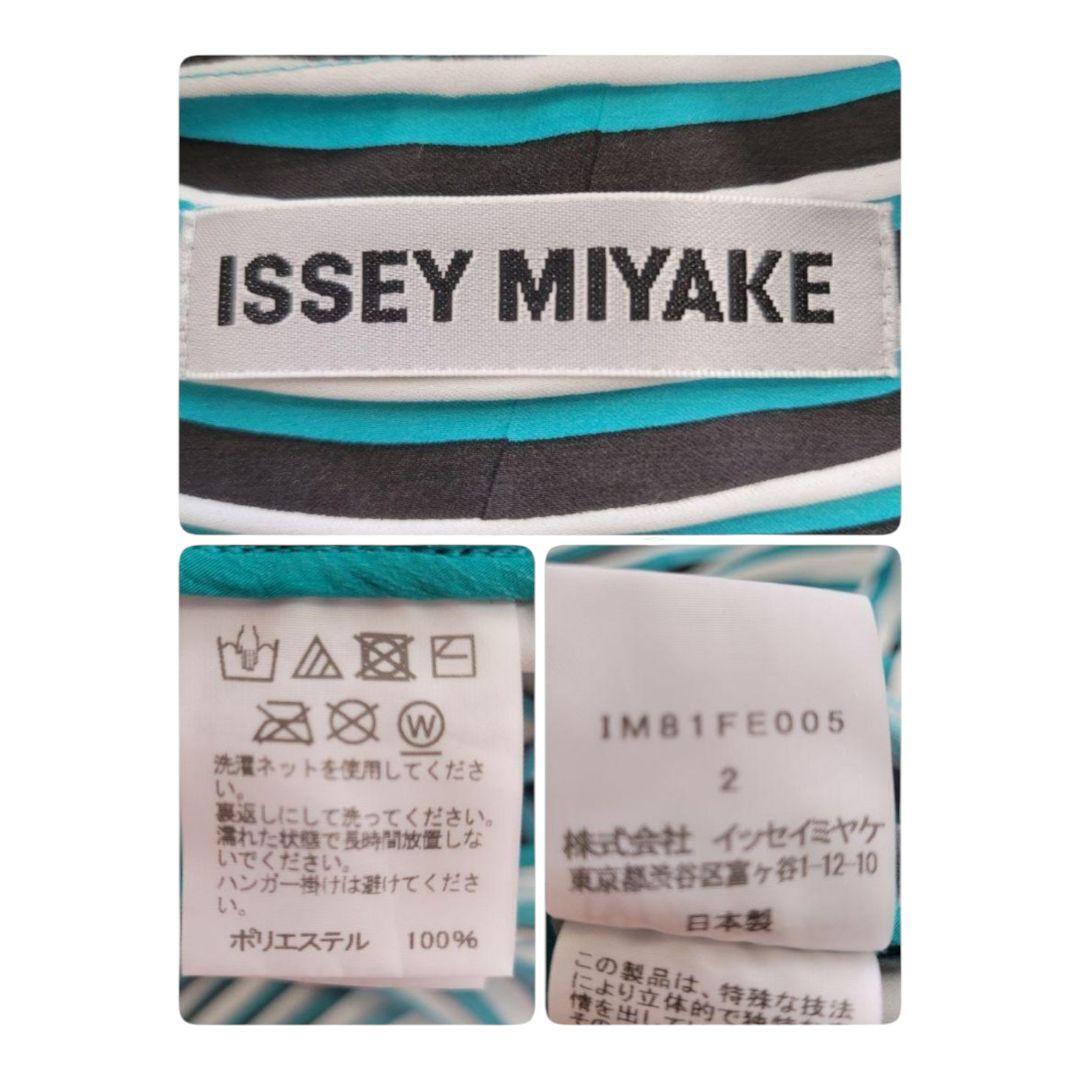 ISSEY MIYAKE
W
洗濯ネットを使用してくださ
い。
裏返しにして洗ってください。
濡れた状態で長時間放置しな
いでください。
ハンガー掛けは避けてくださ
い。
ポリエステル 100%
IM81FE005
2
株式会社 イッセイミヤケ
東京都渋谷区富ヶ谷1-12-10
日本製
この製品は、特殊な技法
により立体的で独特な
情を出してい